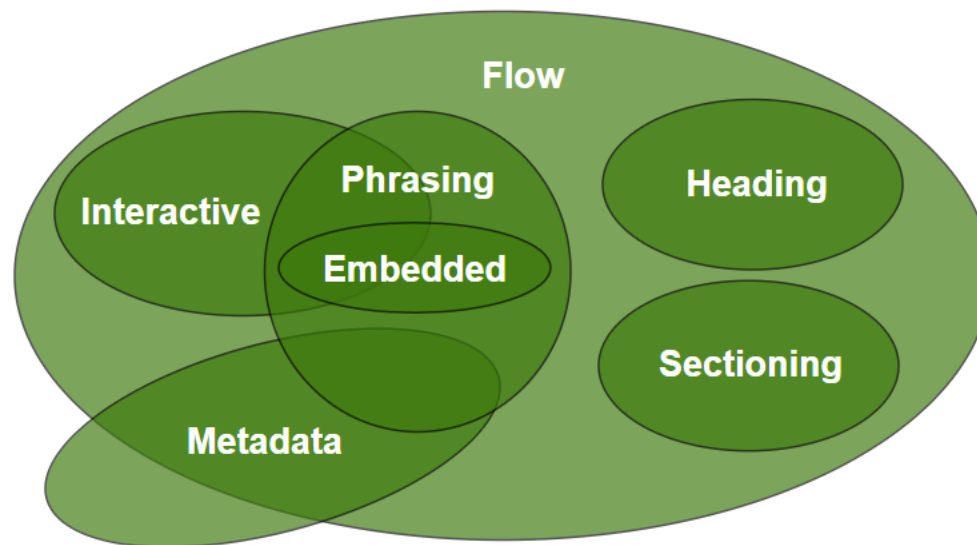 Flow
Phrasing
Heading
Interactive
Embedded
Sectioning
Metadata